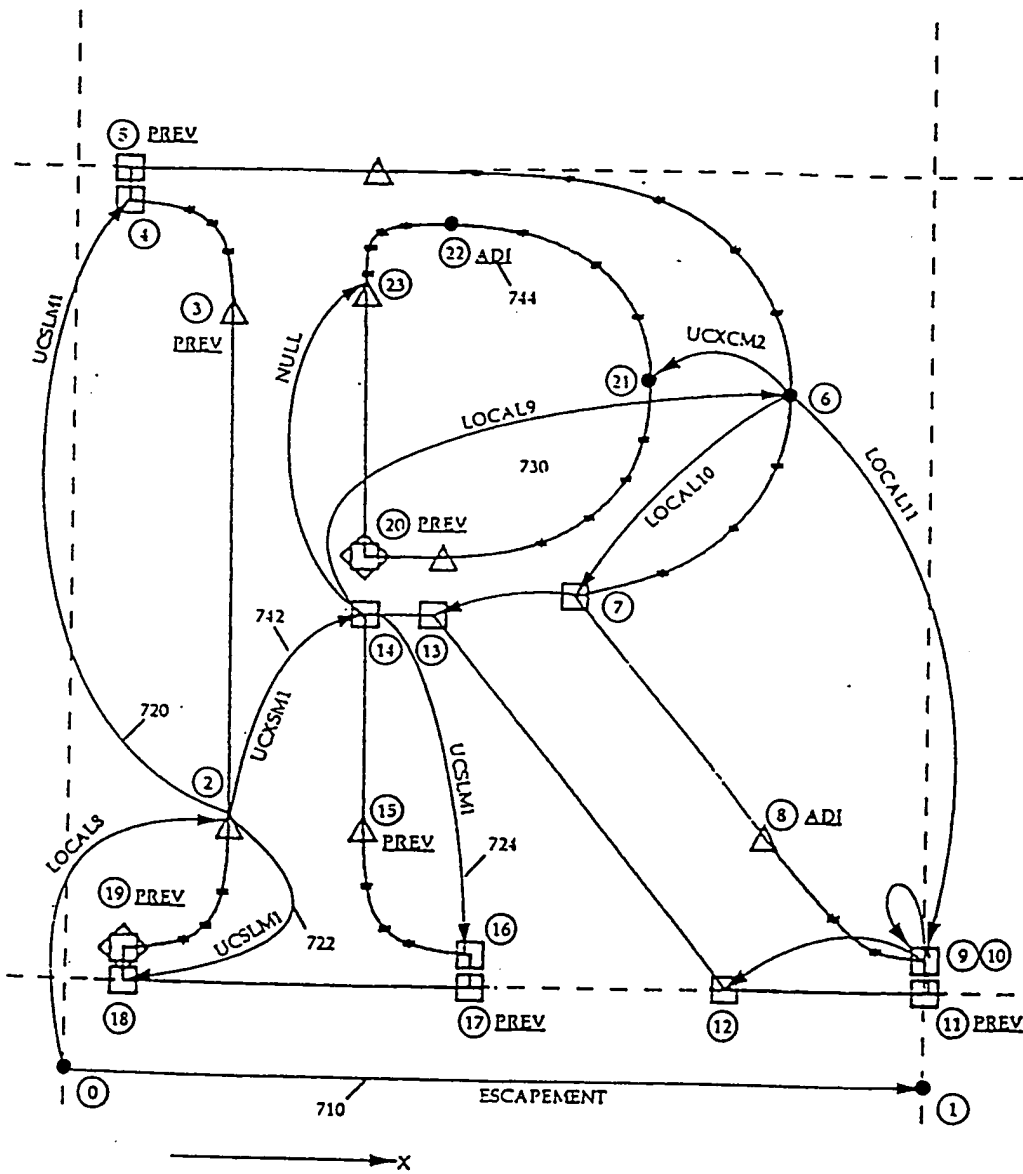 5 PREV
4
UCSLM1
3
PREV
NULL
23
22 ADI
744
UCXCM2
21
6
LOCAL9
730
LOCAL10
LOCAL11
20 PREV
7
742
14
13
UCXSM1
720
2
UCSLM1
15
PREV
724
8 ADI
LOCAL8
19 PREV
UCSLM1
722
16
9 10
18
17 PREV
12
11 PREV
0
710
ESCAPEMENT
1
X